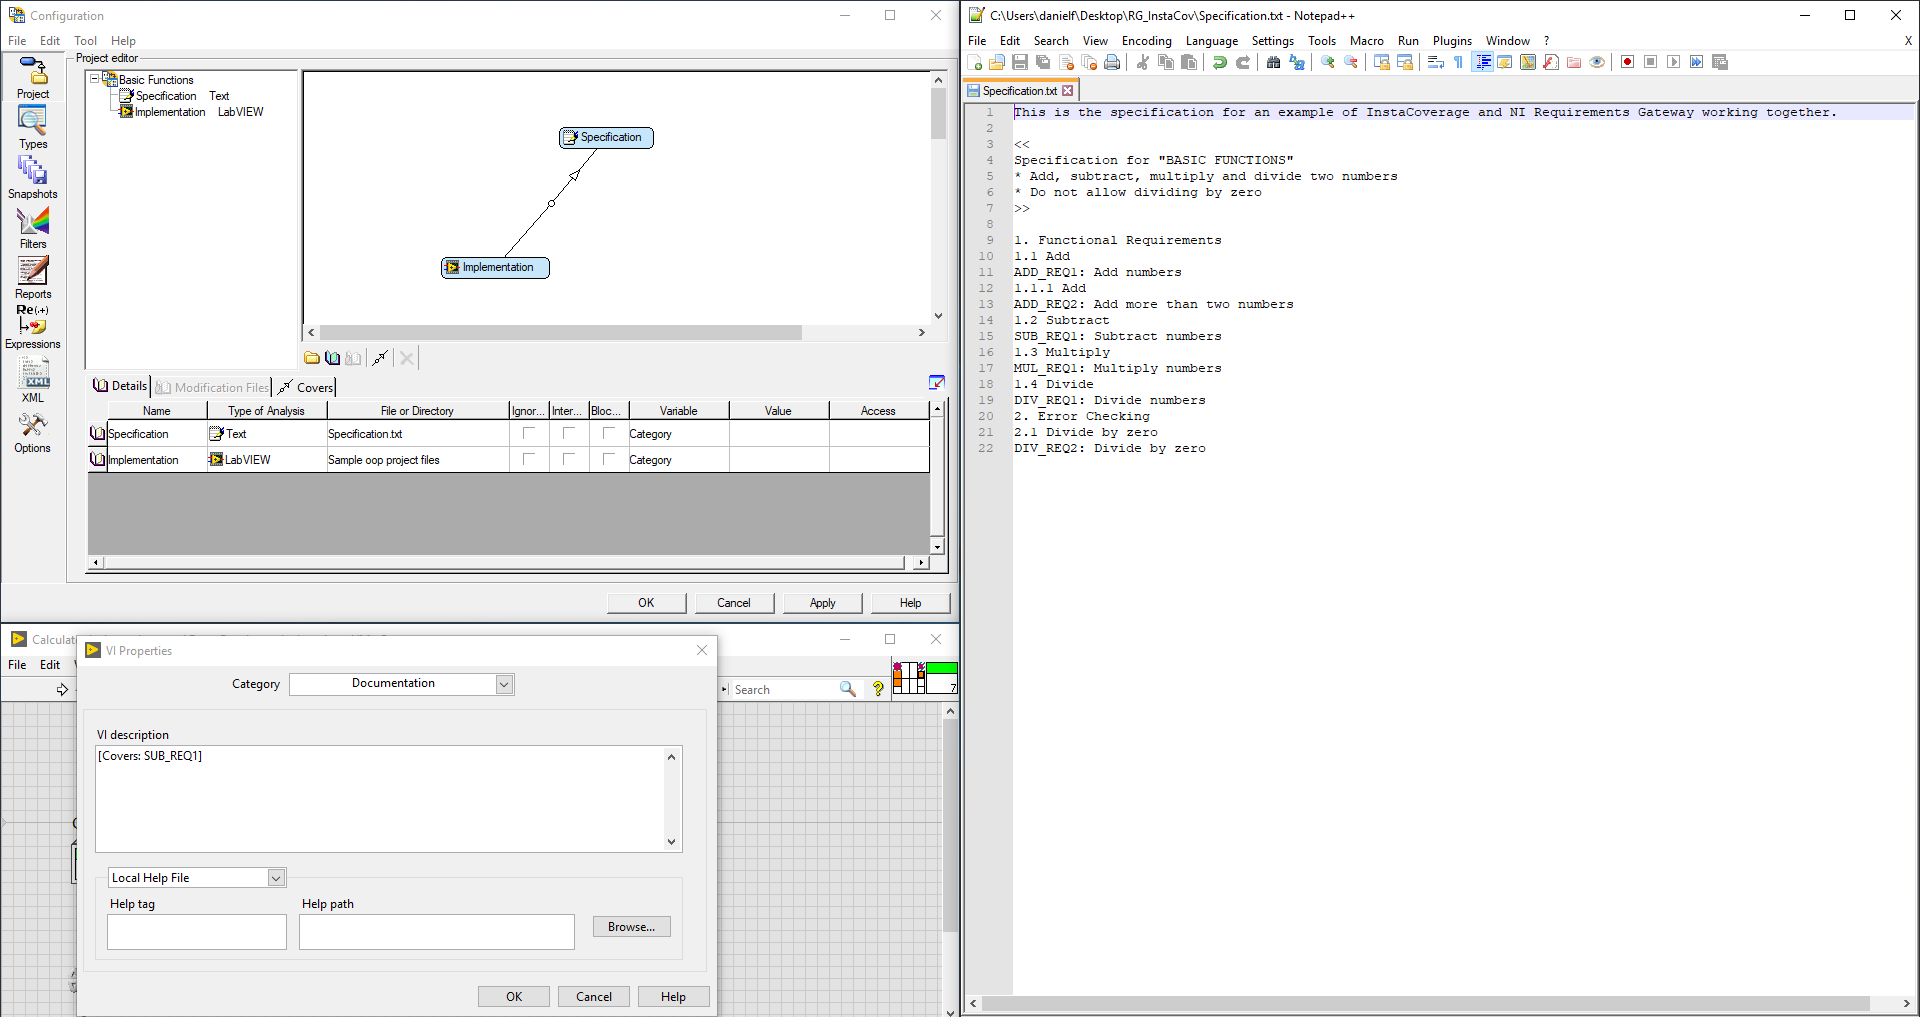 Configuration
File Edit Tool Help
Project
Types
Snapshots
Filters
Reports
Re(.+)
Expressions
XML
XML
Options
Project editor
Basic Functions
Specification Text
Implementation LabVIEW
Specification
Implementation
Details Modification Files Covers
Name Type of Analysis File or Directory Ignor... Inter... Bloc... Variable Value Access
Specification Text Specification.txt Category
Implementation LabVIEW Sample oop project files Category
OK Cancel Apply Help
File Edit
Search
7
VI Properties
Category Documentation
VI description
[Covers: SUB_REQ1]
Local Help File
Help tag Help path
Browse...
OK Cancel Help
C:\Users\danielf\Desktop\RG_InstaCov\Specification.txt - Notepad++
File Edit Search View Encoding Language Settings Tools Macro Run Plugins Window ? X
Specification.txt
1 This is the specification for an example of InstaCoverage and NI Requirements Gateway working together.
2
3 <<
4 Specification for "BASIC FUNCTIONS"
5 * Add, subtract, multiply and divide two numbers
6 * Do not allow dividing by zero
7 >>
8
9 1. Functional Requirements
10 1.1 Add
11 ADD_REQ1: Add numbers
12 1.1.1 Add
13 ADD_REQ2: Add more than two numbers
14 1.2 Subtract
15 SUB_REQ1: Subtract numbers
16 1.3 Multiply
17 MUL_REQ1: Multiply numbers
18 1.4 Divide
19 DIV_REQ1: Divide numbers
20 2. Error Checking
21 2.1 Divide by zero
22 DIV_REQ2: Divide by zero